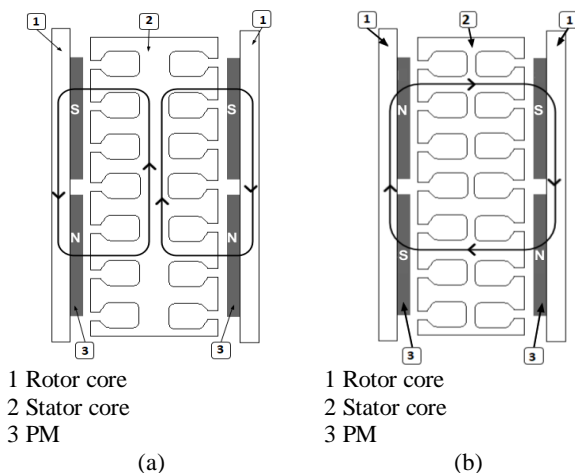 1 2 1
S S
N N
3 3
1 Rotor core
2 Stator core
3 PM
(a)
1 2 1
N S
S N
3 3
1 Rotor core
2 Stator core
3 PM
(b)